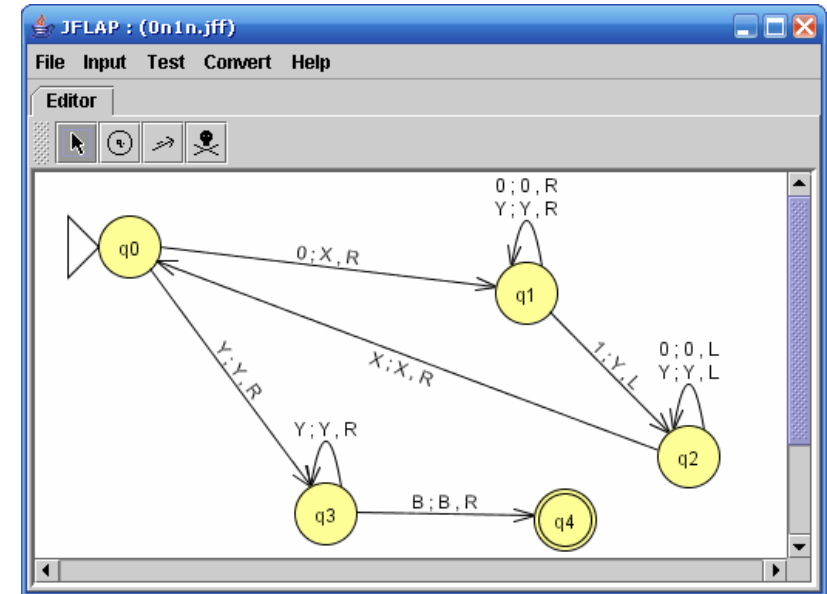 JFLAP : (0n1n.jff)
File Input Test Convert Help
Editor
0;0,R
Y;Y,R
q0
0;X,R
q1
Y;Y,R
X;X,R
1;Y,L
0;0,L
Y;Y,L
Y;Y,R
q2
q3
B;B,R
q4